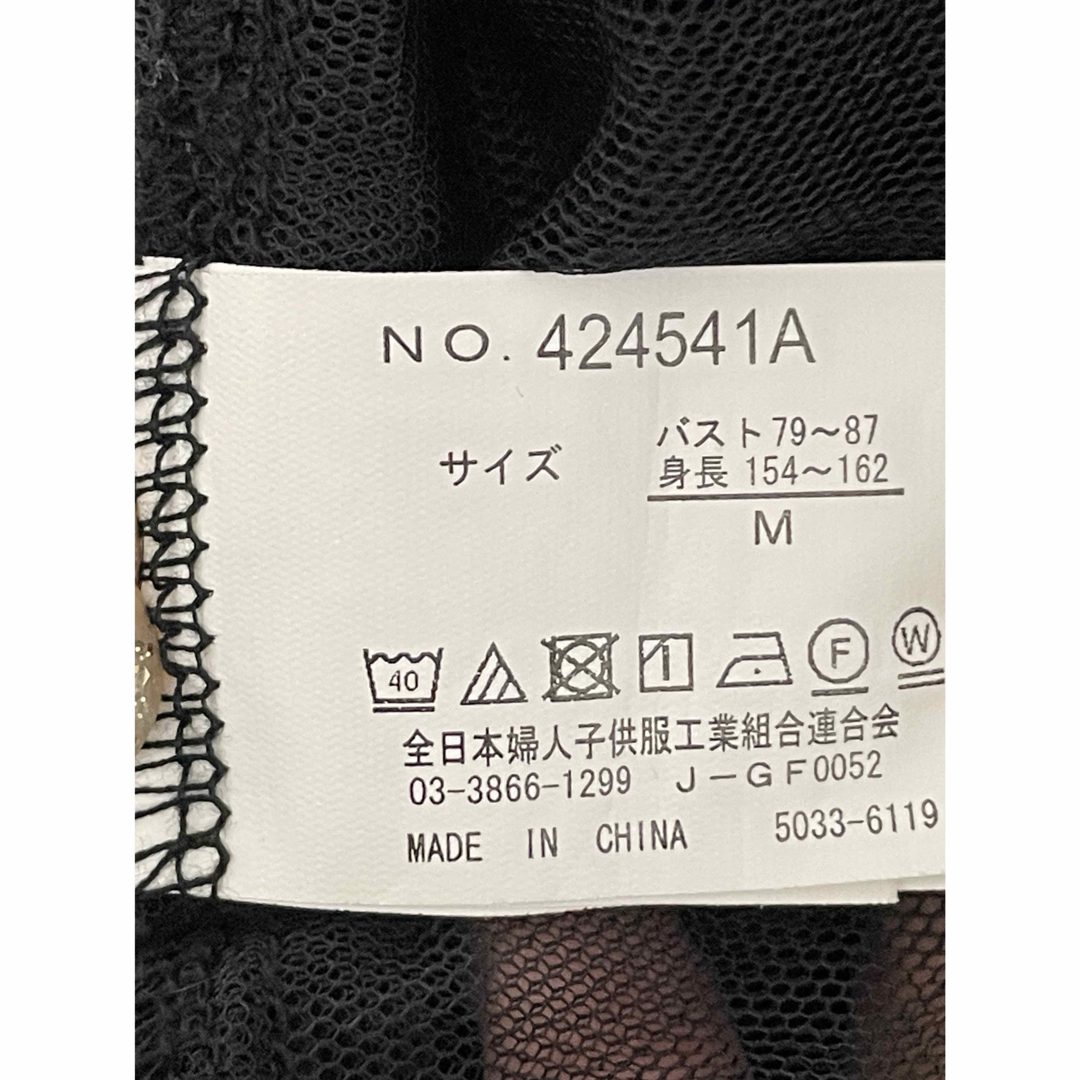 NO. 424541A
サイズ
バスト79～87
身長 154～162
M
40
F
W
全日本婦人子供服工業組合連合会
03-3866-1299 J－GF0052
MADE IN CHINA 5033-6119